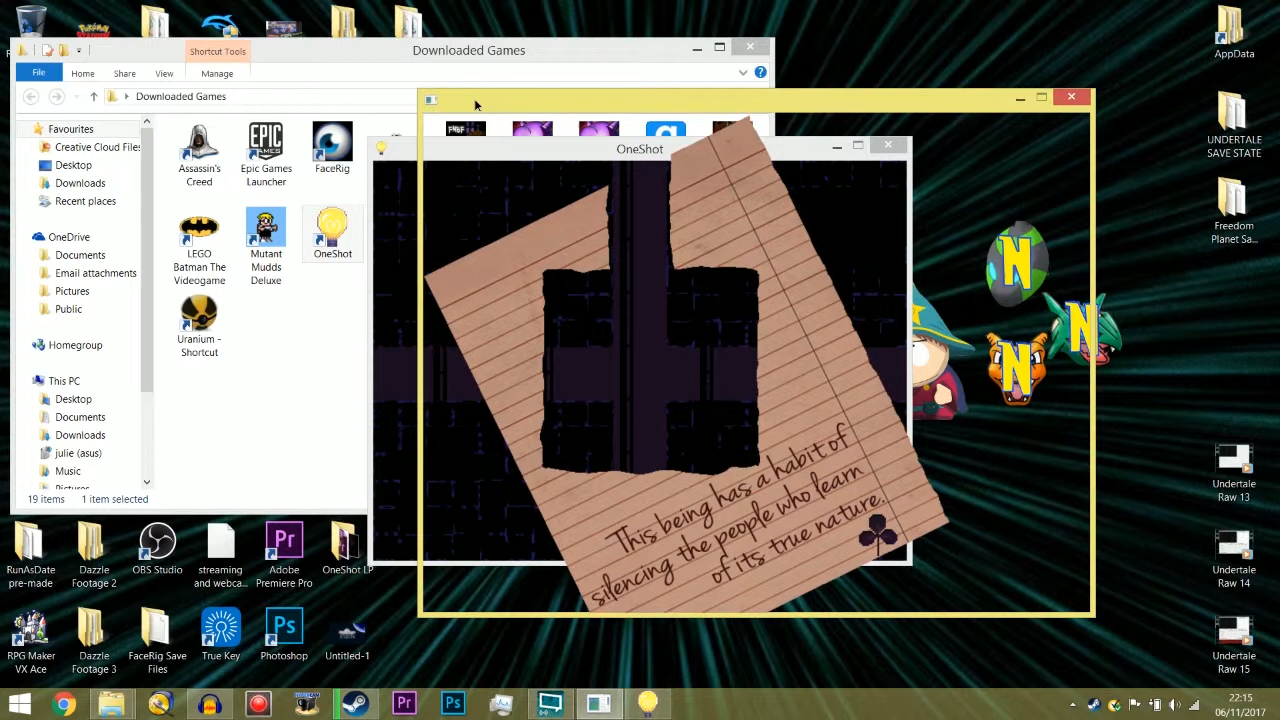 Downloaded Games
Shortcut Tools
File
Home
Share
View
Manage
Downloaded Games
Favourites
Creative Cloud Files
Desktop
Downloads
Recent places
OneDrive
Documents
Email attachments
Pictures
Public
Homegroup
This PC
Desktop
Documents
Downloads
julie (asus)
Music
Pictures
19 items
1 item selected
Assassin's
Creed
Epic Games
Launcher
FaceRig
LEGO
Batman The
Videogame
Mutant
Mudds
Deluxe
OneShot
Uranium -
Shortcut
OneShot
This being has a habit of
silencing the people who learn
of its true nature.
N
N
N
AppData
UNDERTALE
SAVE STATE
Freedom
Planet Sa...
Undertale
Raw 13
Undertale
Raw 14
Undertale
Raw 15
RunAsDate
pre-made
Dazzle
Footage 2
OBS Studio
streaming
and webca...
Adobe
Premiere Pro
OneShot LP
RPG Maker
VX Ace
Dazzle
Footage 3
FaceRig Save
Files
True Key
Photoshop
Untitled-1
Pr
Ps
Pr
Ps
22:15
06/11/2017